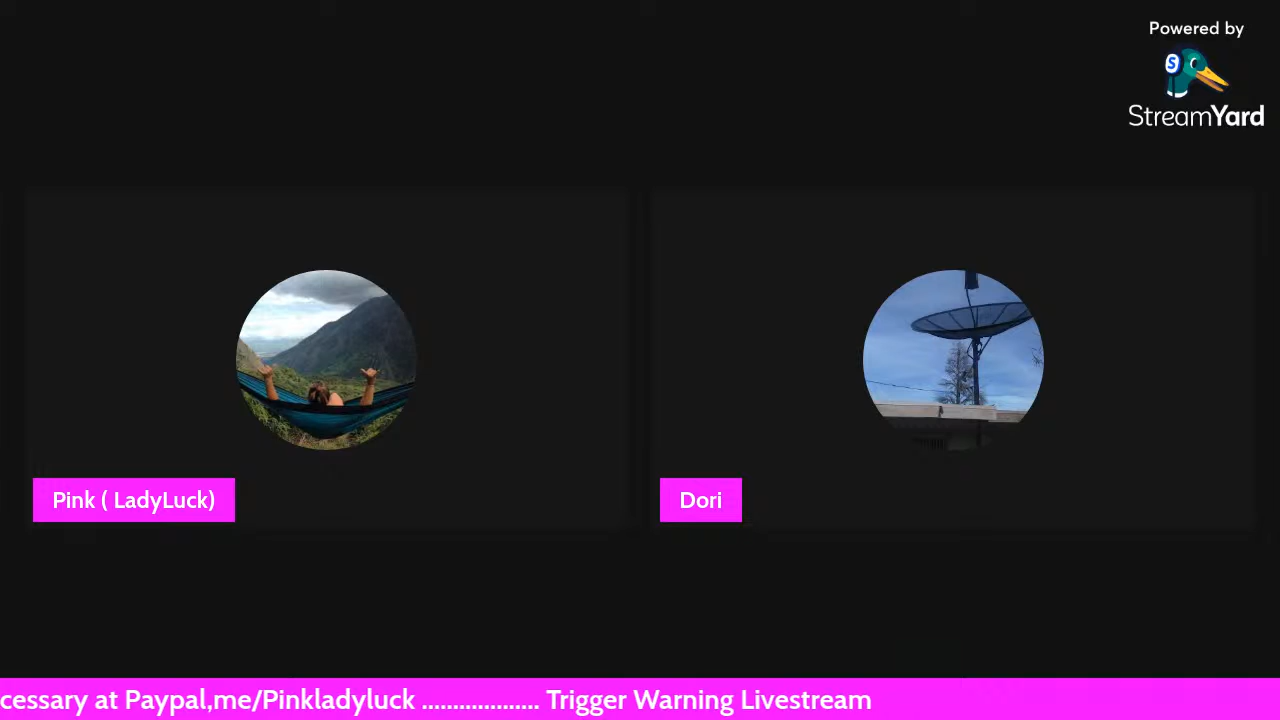 Powered by
S
StreamYard
Pink ( LadyLuck)
Dori
cessary at Paypal,me/Pinkladyluck ................... Trigger Warning Livestream